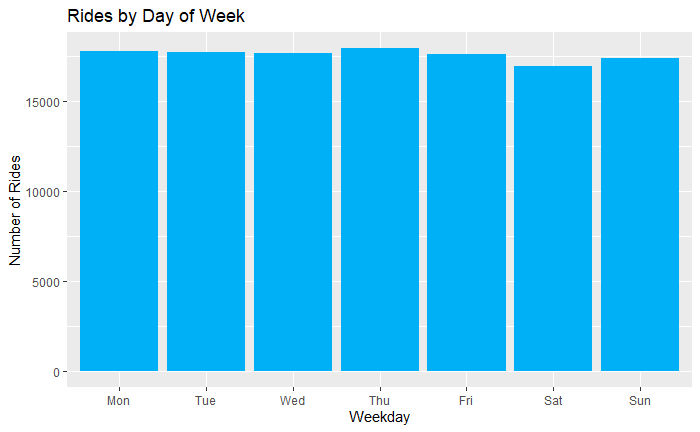 Rides by Day of Week
Number of Rides
15000
10000
5000
0
Mon Tue Wed Thu Fri Sat Sun
Weekday